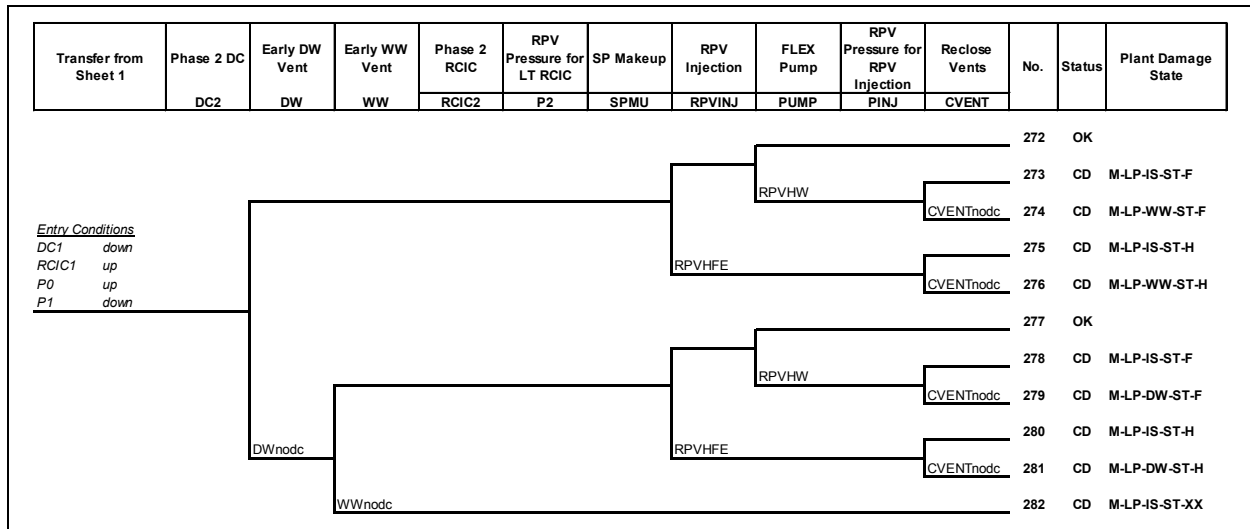 Transfer from Sheet 1 Phase 2 DC Early DW Vent Early WW Vent Phase 2 RCIC RPV Pressure for LT RCIC SP Makeup RPV Injection FLEX Pump RPV Pressure for RPV Injection Reclose Vents No. Status Plant Damage State
DC2 DW WW RCIC2 P2 SPMU RPVINJ PUMP PINJ CVENT
272 OK
273 CD M-LP-IS-ST-F
RPVHW
CVENTnodc 274 CD M-LP-WW-ST-F
Entry Conditions
DC1 down
RCIC1 up
P0 up
P1 down
275 CD M-LP-IS-ST-H
RPVHFE
CVENTnodc 276 CD M-LP-WW-ST-H
277 OK
278 CD M-LP-IS-ST-F
RPVHW
CVENTnodc 279 CD M-LP-DW-ST-F
280 CD M-LP-IS-ST-H
DWnodc RPVHFE
CVENTnodc 281 CD M-LP-DW-ST-H
WWnodc 282 CD M-LP-IS-ST-XX